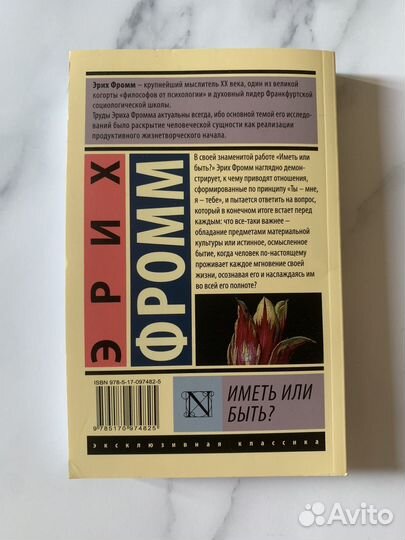 Эрих Фромм – крупнейший мыслитель XX века, один из великой
когорты «философов от психологии» и духовный лидер Франкфуртской
социологической школы.
Труды Эриха Фромма актуальны всегда, ибо основной темой его иссле-
дований было раскрытие человеческой сущности как реализации
продуктивного жизнетворческого начала.
ЭРИХ
ФРОММ
В своей знаменитой работе «Иметь или
быть?» Эрих Фромм наглядно демон-
стрирует, к чему приводят отношения,
сформированные по принципу «Ты – мне,
я – тебе», и пытается ответить на вопрос,
который в конечном итоге встает перед
каждым: что все-таки важнее –
обладание предметами материальной
культуры или истинное, осмысленное
бытие, когда человек по-настоящему
проживает каждое мгновение своей
жизни, осознавая его и наслаждаясь им
во всей его полноте?
ISBN 978-5-17-097482-5
9 785170 974825
N
ИМЕТЬ ИЛИ
БЫТЬ?
эксклюзивная классика
Avito